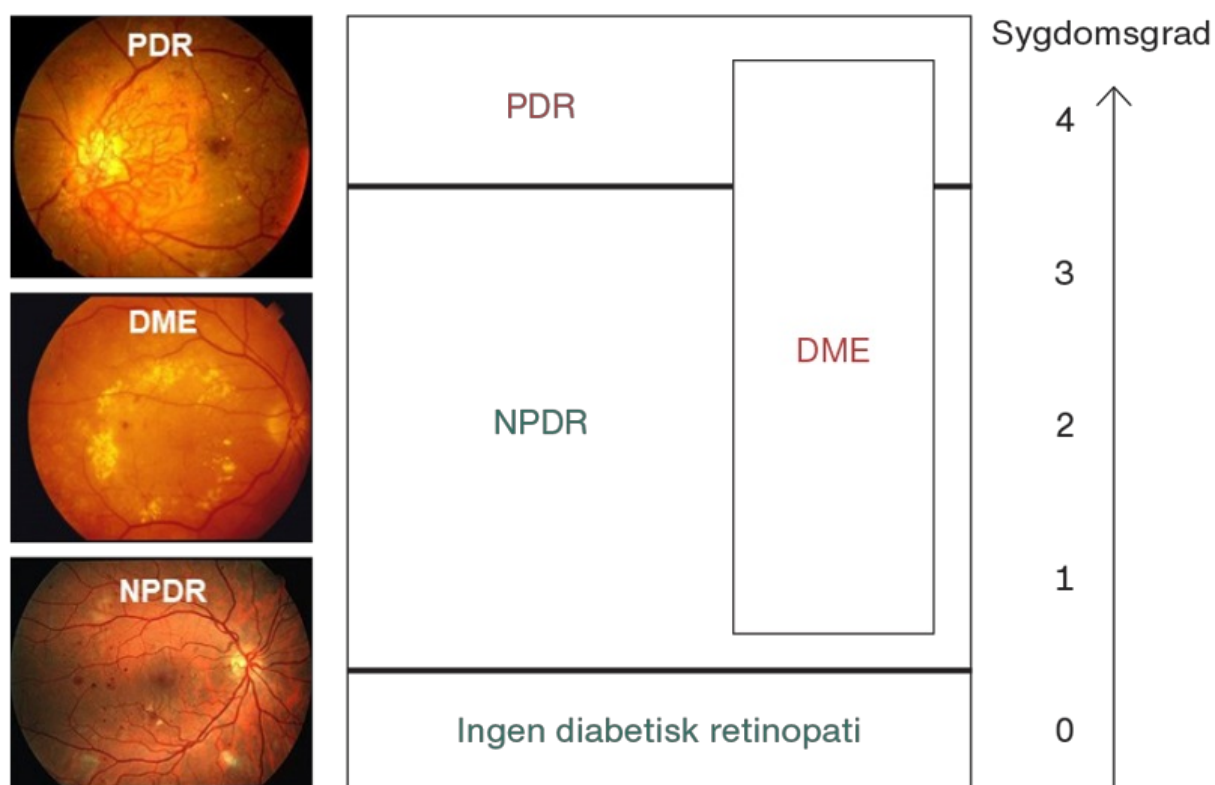 PDR
DME
NPDR
PDR
DME
NPDR
Ingen diabetisk retinopati
Sygdomsgrad
4
3
2
1
0